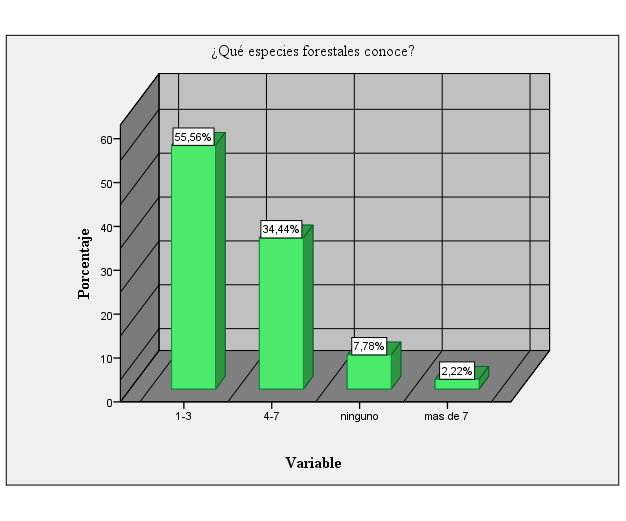 ¿Qué especies forestales conoce?
Porcentaje
60
50
40
30
20
10
0
55,56%
34,44%
7,78%
2,22%
1-3
4-7
ninguno
mas de 7
Variable